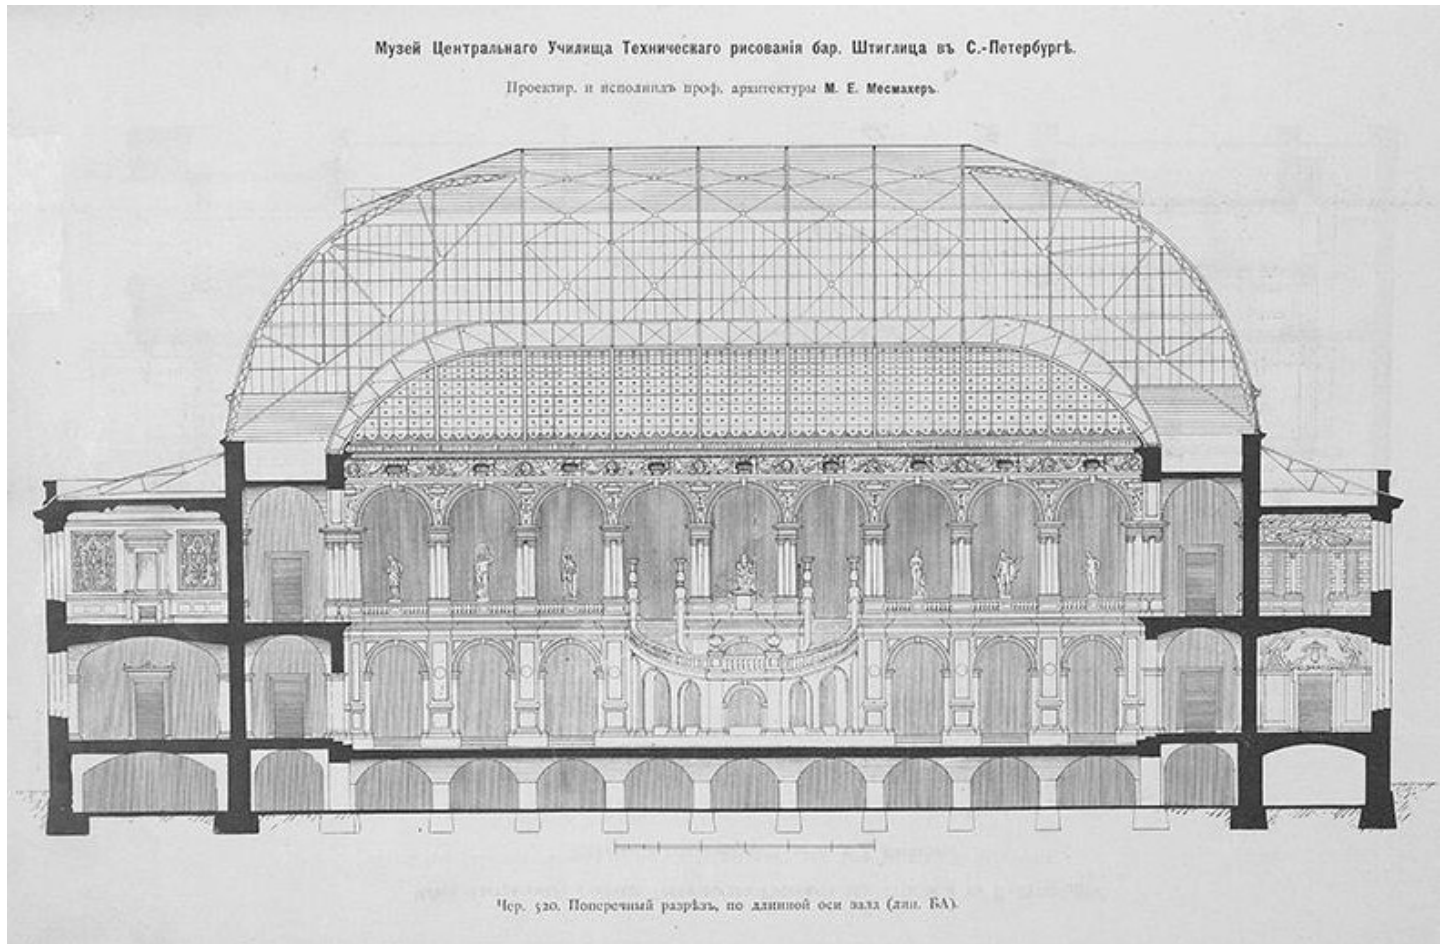 Музей Центральнаго Училища Техническаго рисованія бар. Штиглица въ С.-Петербургѣ.
Проектир. и исполнилъ проф. архитектуры М. Е. Месмахеръ.
Чер. 520. Поперечный разрѣзъ, по длинной оси зала (лин. БА).